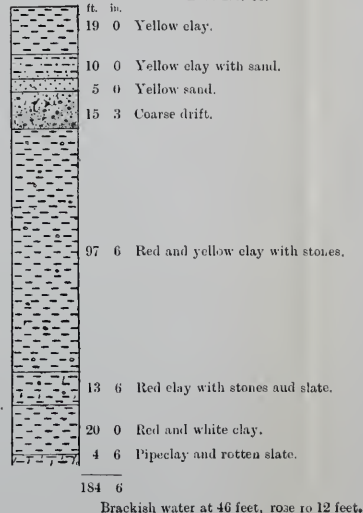 ft. in.
19 0 Yellow clay.
10 0 Yellow clay with sand.
5 0 Yellow sand.
15 3 Coarse drift.
97 6 Red and yellow clay with stones.
13 6 Red clay with stones and slate.
20 0 Red and white clay.
4 6 Pipeclay and rotten slate.
184 6
Brackish water at 46 feet, rose to 12 feet.